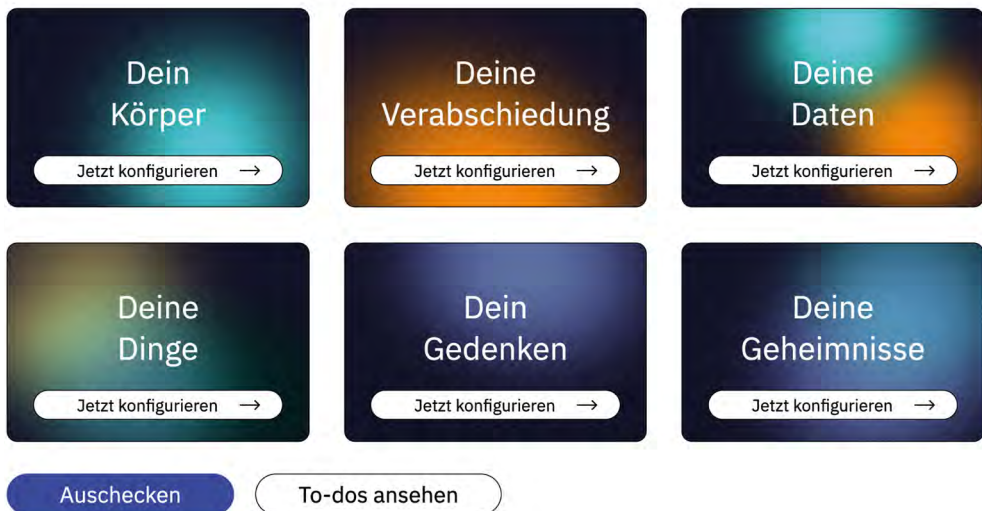 Dein
Körper
Jetzt konfigurieren →
Deine
Verabschiedung
Jetzt konfigurieren →
Deine
Daten
Jetzt konfigurieren →
Deine
Dinge
Jetzt konfigurieren →
Dein
Gedenken
Jetzt konfigurieren →
Deine
Geheimnisse
Jetzt konfigurieren →
Auschecken
To-dos ansehen